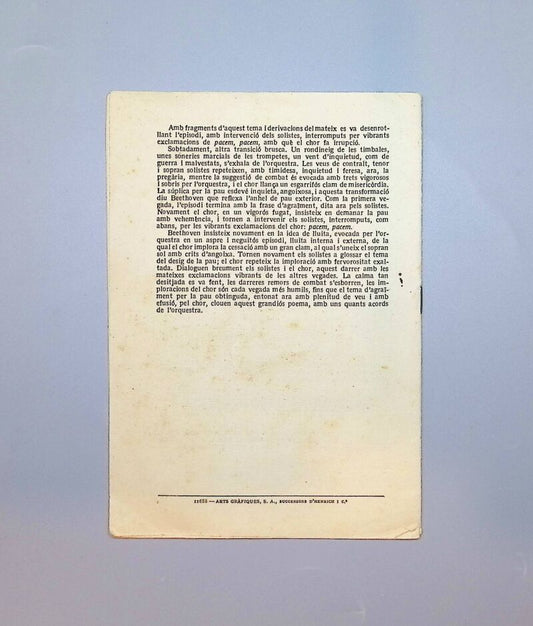 Amb fragments d'aquest tema i derivacions del mateix es va desenrot-
llant l'episodi, amb intervenció dels solistes, interromputs per vibrants
exclamacions de pacem, pacem, amb què el chor fa irrupció.
Sobtadament, altra transició brusca. Un rondineig de les timbales,
unes soneries marcials de les trompetes, un vent d'inquietud, com de
guerra i malvestats, s'exhala de l'orquestra. Les veus de contralt, tenor
i sopran solistes repeteixen, amb timidesa, inquietud i feresa, ara, la
pregària, mentre la suggestió de combat és evocada amb trets vigorosos
i sobris per l'orquestra, i el chor llança un esgarrifós clam de misericòrdia.
La súplica per la pau esdevé inquieta, angoixosa, i aquesta transformació
diu Beethoven que reflexa l'anhel de pau exterior. Com la primera ve-
gada, l'episodi termina amb la frase d'agraïment, dita ara pels solistes.
Novament el chor, en un vigorós fugat, insisteix en demanar la pau
amb vehemència, i tornen a intervenir els solistes, interromputs, com
abans, per les vibrants exclamacions del chor: pacem, pacem.
Beethoven insisteix novament en la idea de lluita, evocada per l'or-
questra en un aspre i neguitós episodi, lluita interna i externa, de la
qual el chor implora la cessació amb un gran clam, al qual s'uneix el sopran
sol amb crits d'angoixa. Tornen novament els solistes a glossar el tema
del desig de la pau; el chor repeteix la imploració amb fervorositat exal-
tada. Dialoguen breument els solistes i el chor, aquest darrer amb les
mateixes exclamacions vibrants de les altres vegades. La calma tan
desitjada es va fent, les darreres remors de combat s'esborren, les im-
ploracions del chor són cada vegada més humils, fins que el tema d'agraï-
ment per la pau obtinguda, entonat ara amb plenitud de veu i amb
efusió, pel chor, clouen aquest grandiós poema, amb uns quants acords
de l'orquestra.
11688 — ARTS GRÀFIQUES, S. A., SUCCESSORS D'HENRICH I C.ª